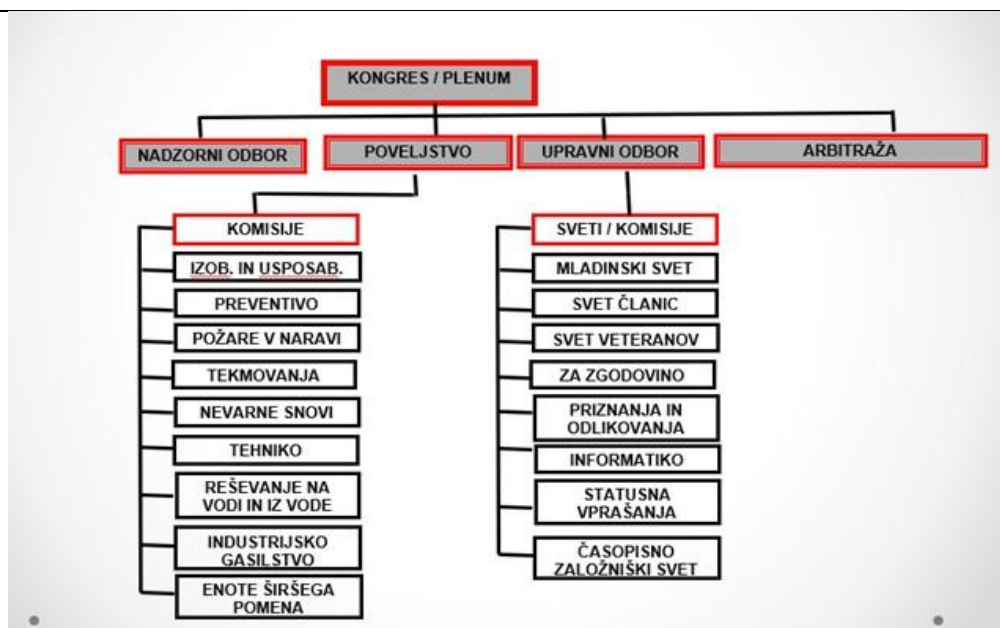 KONGRES / PLENUM
NADZORNI ODBOR
POVELJSTVO
UPRAVNI ODBOR
ARBITRAŽA
KOMISIJE
IZOB. IN USPOSAB.
PREVENTIVO
POŽARE V NARAVI
TEKMOVANJA
NEVARNE SNOVI
TEHNIKO
REŠEVANJE NA
VODI IN IZ VODE
INDUSTRIJSKO
GASILSTVO
ENOTE ŠIRŠEGA
POMENA
SVETI / KOMISIJE
MLADINSKI SVET
SVET ČLANIC
SVET VETERANOV
ZA ZGODOVINO
PRIZNANJA IN
ODLIKOVANJA
INFORMATIKO
STATUSNA
VPRAŠANJA
ČASOPISNO
ZALOŽNIŠKI SVET